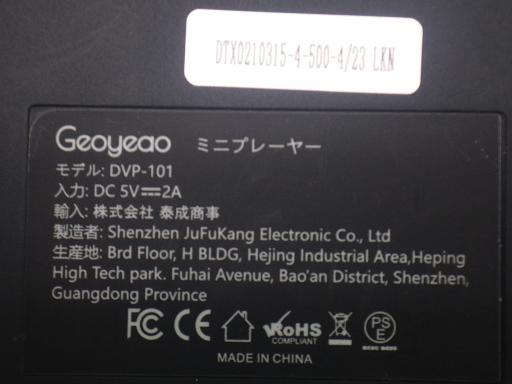 DTX0210315-4-500-4/23 LKN
Geoyeao ミニプレーヤー
モデル: DVP-101
入力: DC 5V⎓2A
輸入: 株式会社 泰成商事
製造者: Shenzhen JuFuKang Electronic Co., Ltd
生産地: Brd Floor, H BLDG, Hejing Industrial Area,Heping
High Tech park. Fuhai Avenue, Bao'an District, Shenzhen,
Guangdong Province
FC CE RoHS PSE
COMPLIANT
MADE IN CHINA